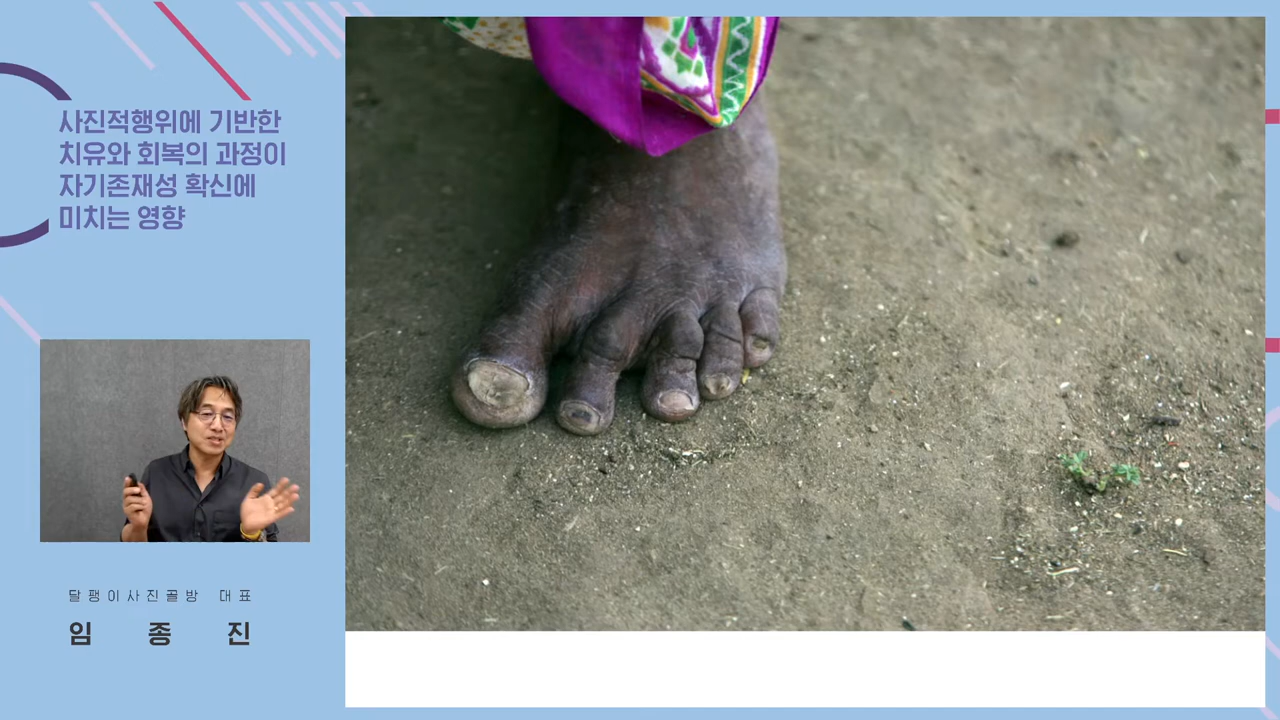 사진적행위에 기반한
치유와 회복의 과정이
자기존재성 확신에
미치는 영향
달팽이사진골방 대표
임종진